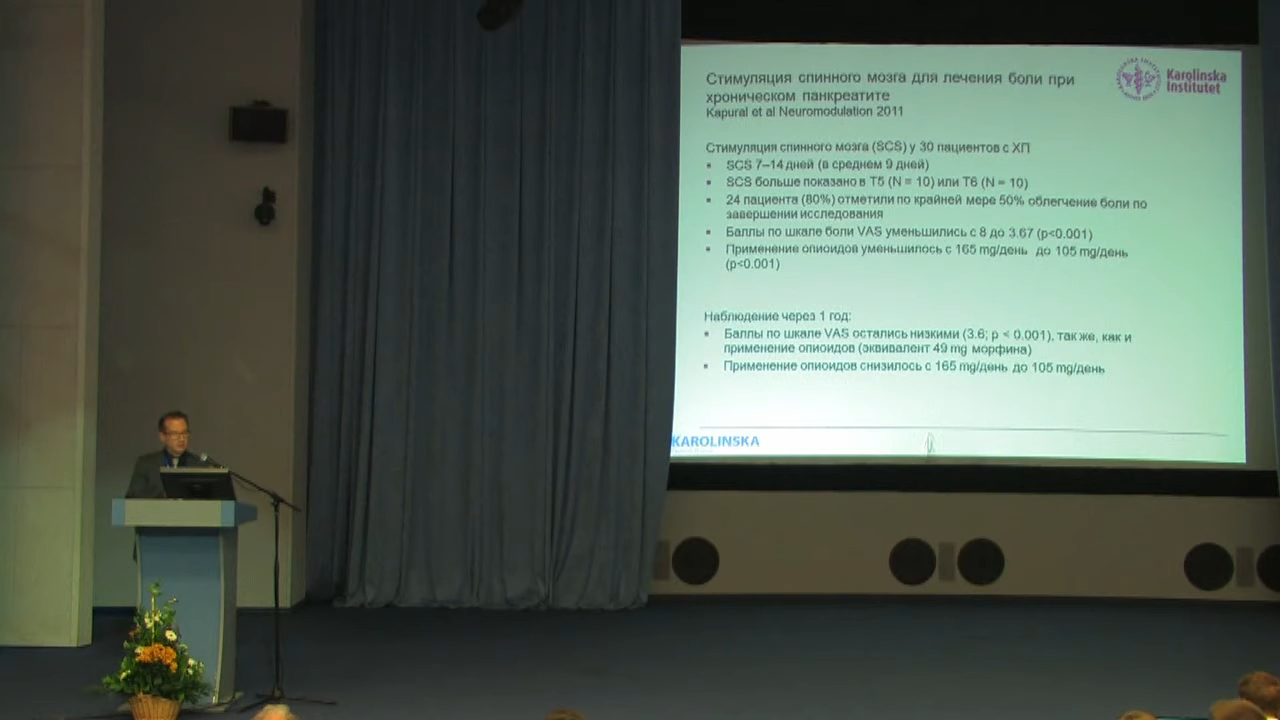 Стимуляция спинного мозга для лечения боли при
хроническом панкреатите
Kapural et al Neuromodulation 2011
Karolinska
Institutet
Стимуляция спинного мозга (SCS) у 30 пациентов с ХП
• SCS 7–14 дней (в среднем 9 дней)
• SCS больше показано в T5 (N = 10) или T6 (N = 10)
• 24 пациента (80%) отметили по крайней мере 50% облегчение боли по
завершении исследования
• Баллы по шкале боли VAS уменьшились с 8 до 3.67 (p<0.001)
• Применение опиоидов уменьшилось с 165 mg/день до 105 mg/день
(p<0.001)
Наблюдение через 1 год:
• Баллы по шкале VAS остались низкими (3.6; p < 0.001), так же, как и
применение опиоидов (эквивалент 49 mg морфина)
• Применение опиоидов снизилось с 165 mg/день до 105 mg/день
KAROLINSKA